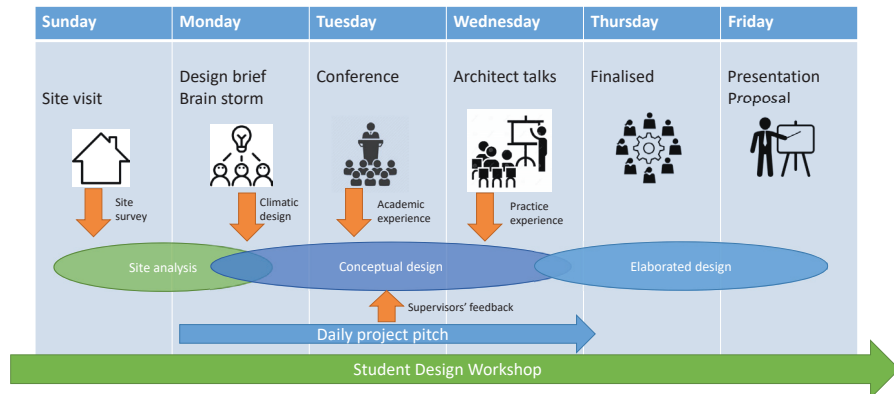 Sunday
Monday
Tuesday
Wednesday
Thursday
Friday
Site visit
Design brief
Brain storm
Conference
Architect talks
Finalised
Presentation
Proposal
Site
survey
Climatic
design
Academic
experience
Practice
experience
Site analysis
Conceptual design
Elaborated design
Supervisors' feedback
Daily project pitch
Student Design Workshop